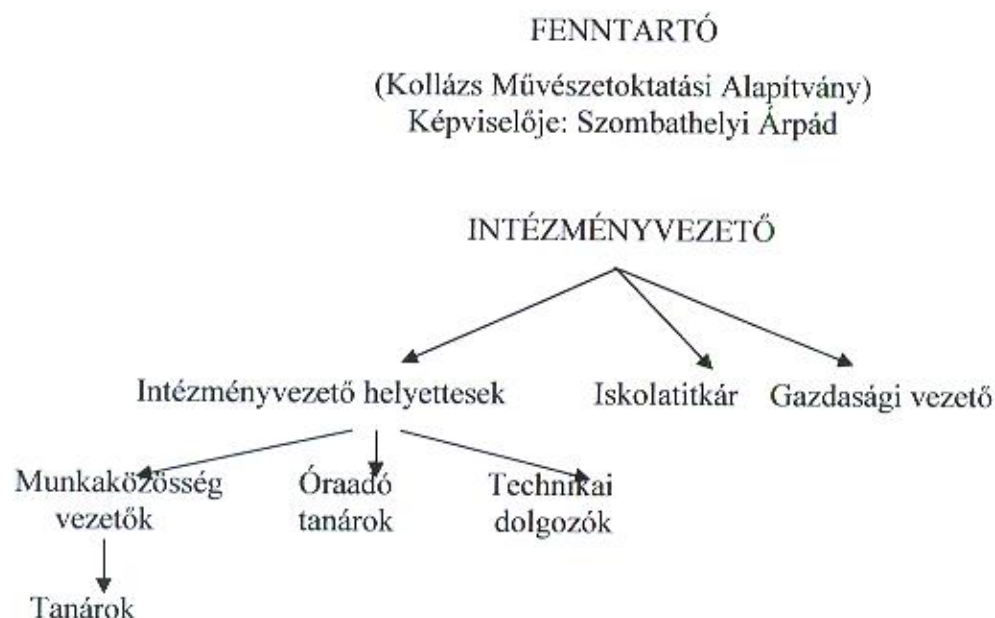 FENNTARTÓ
(Kollázs Művészetoktatási Alapítvány)
Képviselője: Szombathelyi Árpád
INTÉZMÉNYVEZETŐ
Intézményvezető helyettesek
Iskolatitkár
Gazdasági vezető
Munkaközösség
vezetők
Óraadó
tanárok
Technikai
dolgozók
Tanárok